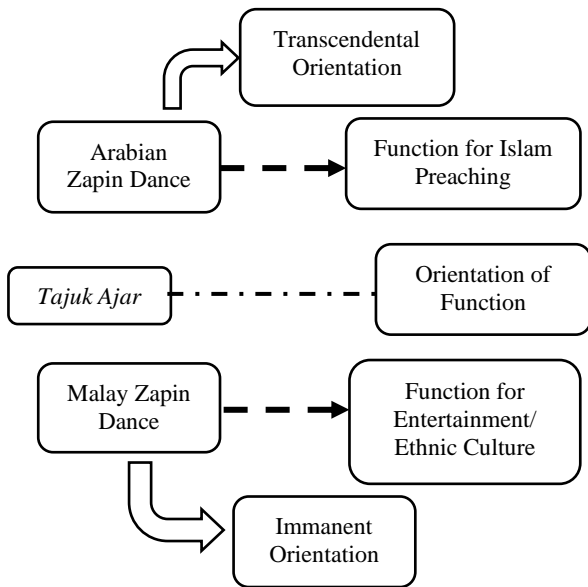 Transcendental
Orientation
Arabian
Zapin Dance
Function for Islam
Preaching
Tajuk Ajar
Orientation of
Function
Malay Zapin
Dance
Function for
Entertainment/
Ethnic Culture
Immanent
Orientation